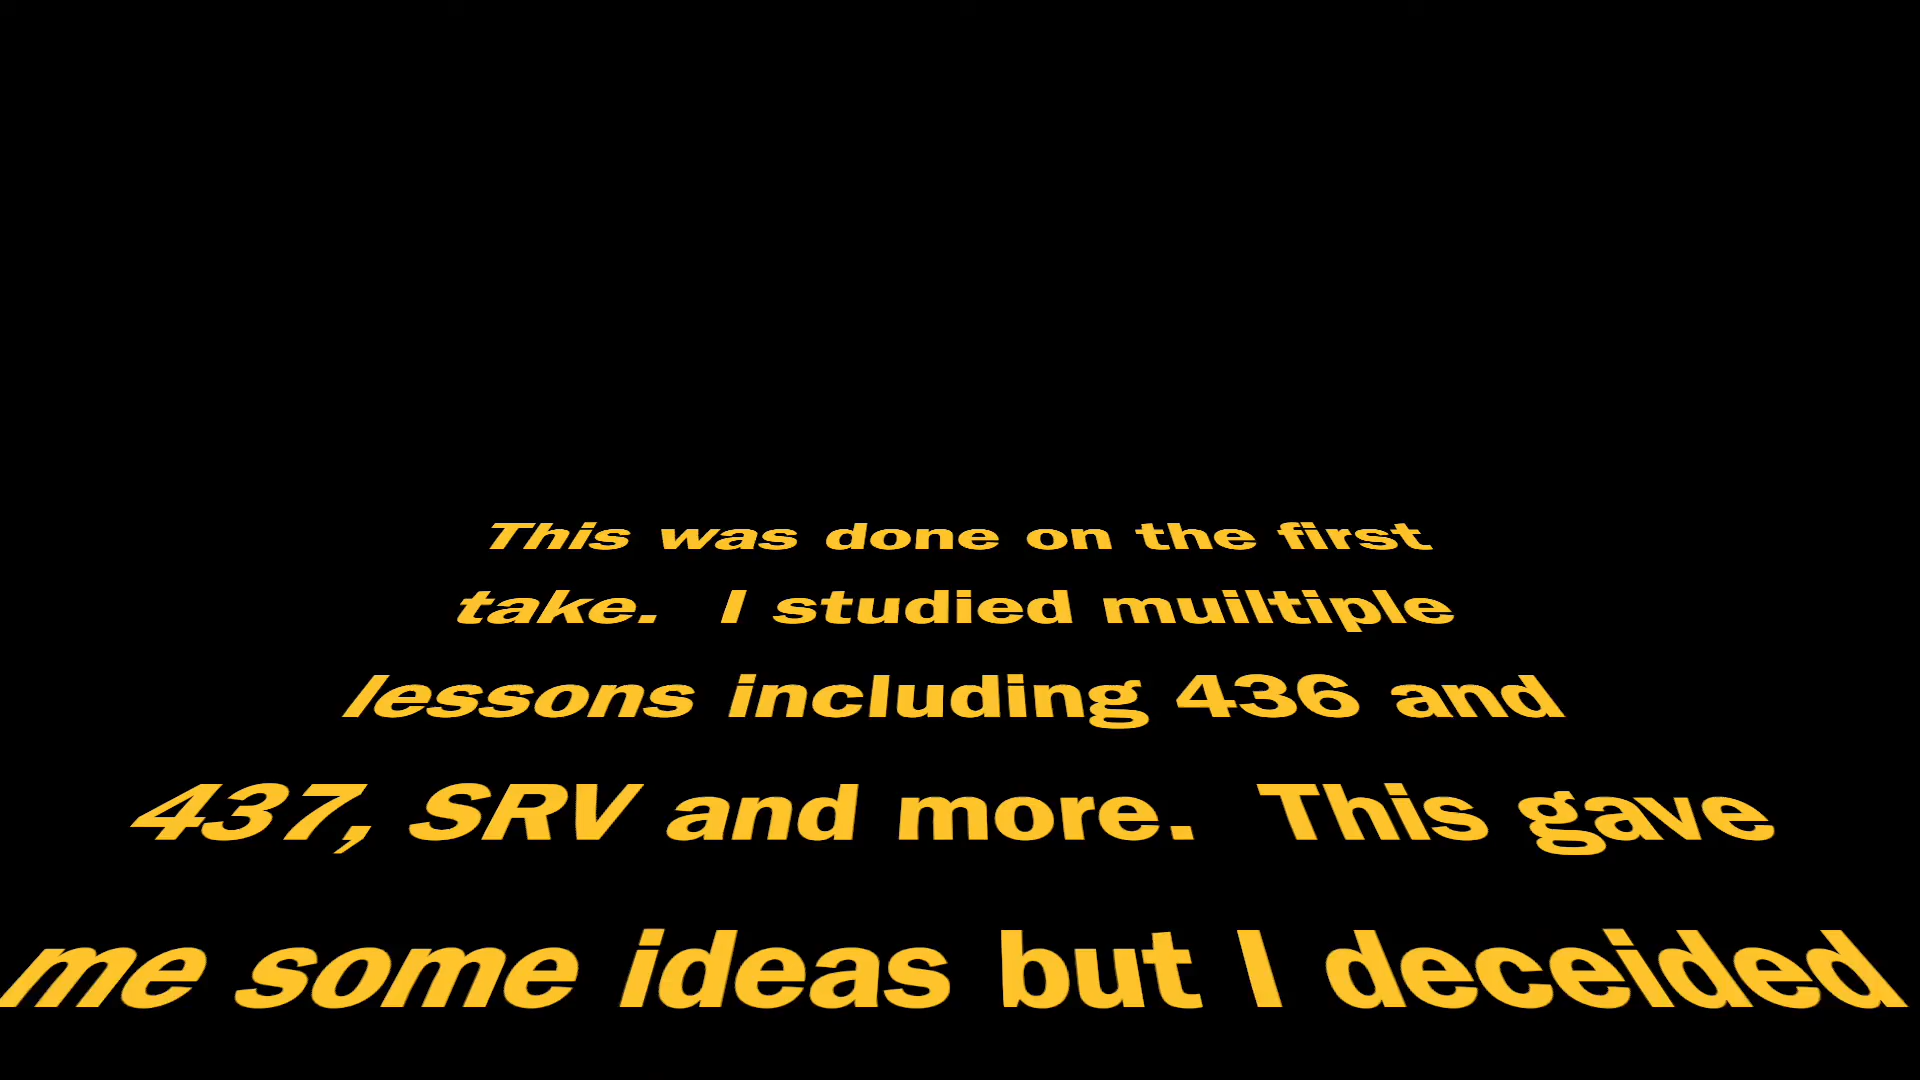 This was done on the first
take.  I studied muiltiple
lessons including 436 and
437, SRV and more.  This gave
me some ideas but I deceided